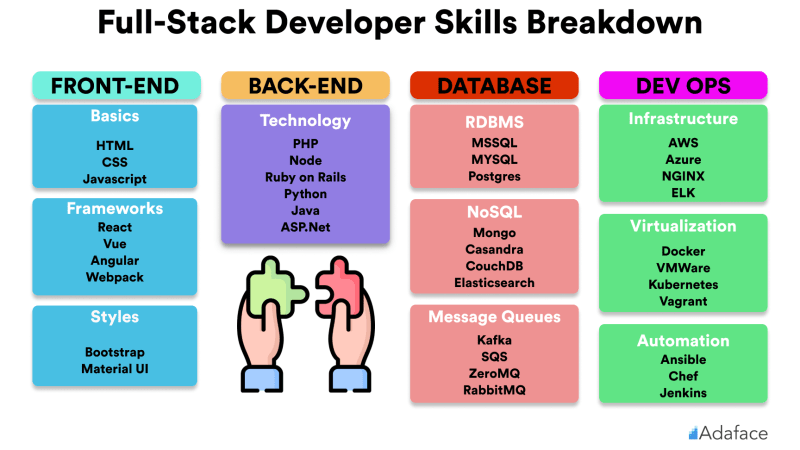 Full-Stack Developer Skills Breakdown
FRONT-END
Basics
HTML
CSS
Javascript
Frameworks
React
Vue
Angular
Webpack
Styles
Bootstrap
Material UI
BACK-END
Technology
PHP
Node
Ruby on Rails
Python
Java
ASP.Net
DATABASE
RDBMS
MSSQL
MYSQL
Postgres
NoSQL
Mongo
Casandra
CouchDB
Elasticsearch
Message Queues
Kafka
SQS
ZeroMQ
RabbitMQ
DEV OPS
Infrastructure
AWS
Azure
NGINX
ELK
Virtualization
Docker
VMWare
Kubernetes
Vagrant
Automation
Ansible
Chef
Jenkins
Adaface